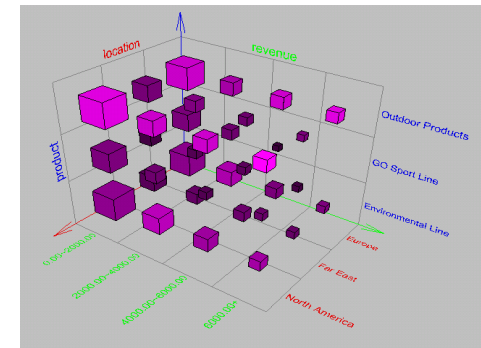 location
revenue
product
Outdoor Products
GO Sport Line
Environmental Line
Europe
Far East
North America
0.00-2000.00
2000.00-4000.00
4000.00-6000.00
6000.00+